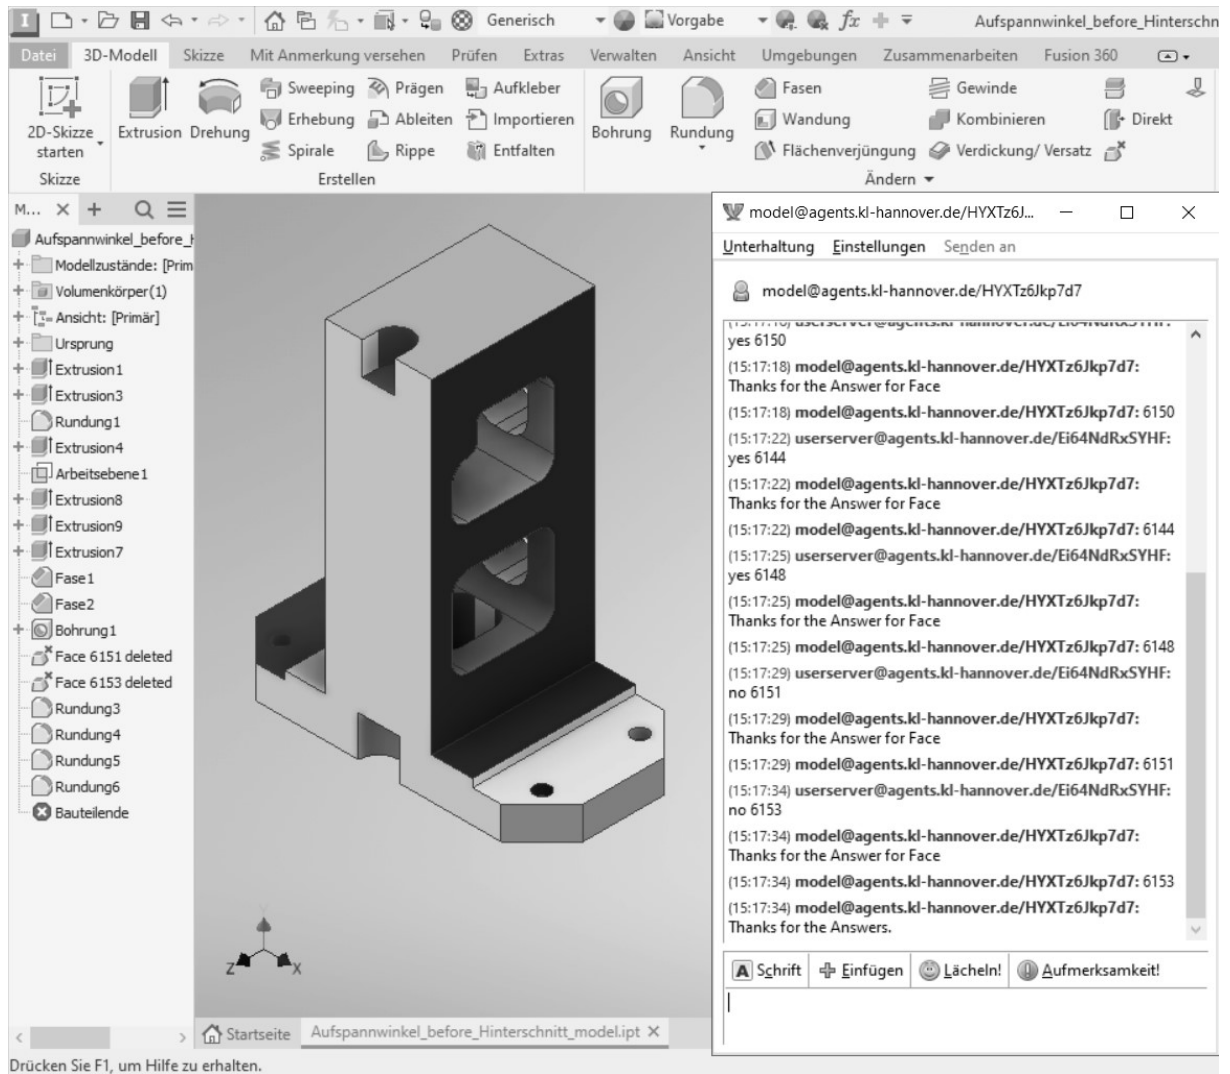 Generisch Vorgabe fx Aufspannwinkel_before_Hinterschn
Datei 3D-Modell Skizze Mit Anmerkung versehen Prüfen Extras Verwalten Ansicht Umgebungen Zusammenarbeiten Fusion 360
Sweeping Prägen Aufkleber Fasen Gewinde
2D-Skizze starten Extrusion Drehung Erhebung Ableiten Importieren Bohrung Rundung Wandung Kombinieren Direkt
Spirale Rippe Entfalten Flächenverjüngung Verdickung/ Versatz
Skizze Erstellen Ändern
M...
Aufspannwinkel_before_H
Modellzustände: [Prim
Volumenkörper(1)
Ansicht: [Primär]
Ursprung
Extrusion1
Extrusion3
Rundung1
Extrusion4
Arbeitsebene1
Extrusion8
Extrusion9
Extrusion7
Fase1
Fase2
Bohrung1
Face 6151 deleted
Face 6153 deleted
Rundung3
Rundung4
Rundung5
Rundung6
Bauteilende
Z X
model@agents.kl-hannover.de/HYXTz6J...
Unterhaltung Einstellungen Senden an
model@agents.kl-hannover.de/HYXTz6Jkp7d7
(15:17:18) userserver@agents.kl-hannover.de/Ei64NdRxSYHF:
yes 6150
(15:17:18) model@agents.kl-hannover.de/HYXTz6Jkp7d7:
Thanks for the Answer for Face
(15:17:18) model@agents.kl-hannover.de/HYXTz6Jkp7d7: 6150
(15:17:22) userserver@agents.kl-hannover.de/Ei64NdRxSYHF:
yes 6144
(15:17:22) model@agents.kl-hannover.de/HYXTz6Jkp7d7:
Thanks for the Answer for Face
(15:17:22) model@agents.kl-hannover.de/HYXTz6Jkp7d7: 6144
(15:17:25) userserver@agents.kl-hannover.de/Ei64NdRxSYHF:
yes 6148
(15:17:25) model@agents.kl-hannover.de/HYXTz6Jkp7d7:
Thanks for the Answer for Face
(15:17:25) model@agents.kl-hannover.de/HYXTz6Jkp7d7: 6148
(15:17:29) userserver@agents.kl-hannover.de/Ei64NdRxSYHF:
no 6151
(15:17:29) model@agents.kl-hannover.de/HYXTz6Jkp7d7:
Thanks for the Answer for Face
(15:17:29) model@agents.kl-hannover.de/HYXTz6Jkp7d7: 6151
(15:17:34) userserver@agents.kl-hannover.de/Ei64NdRxSYHF:
no 6153
(15:17:34) model@agents.kl-hannover.de/HYXTz6Jkp7d7:
Thanks for the Answer for Face
(15:17:34) model@agents.kl-hannover.de/HYXTz6Jkp7d7: 6153
(15:17:34) model@agents.kl-hannover.de/HYXTz6Jkp7d7:
Thanks for the Answers.
A Schrift Einfügen Lächeln! Aufmerksamkeit!
Startseite Aufspannwinkel_before_Hinterschnitt_model.ipt
Drücken Sie F1, um Hilfe zu erhalten.